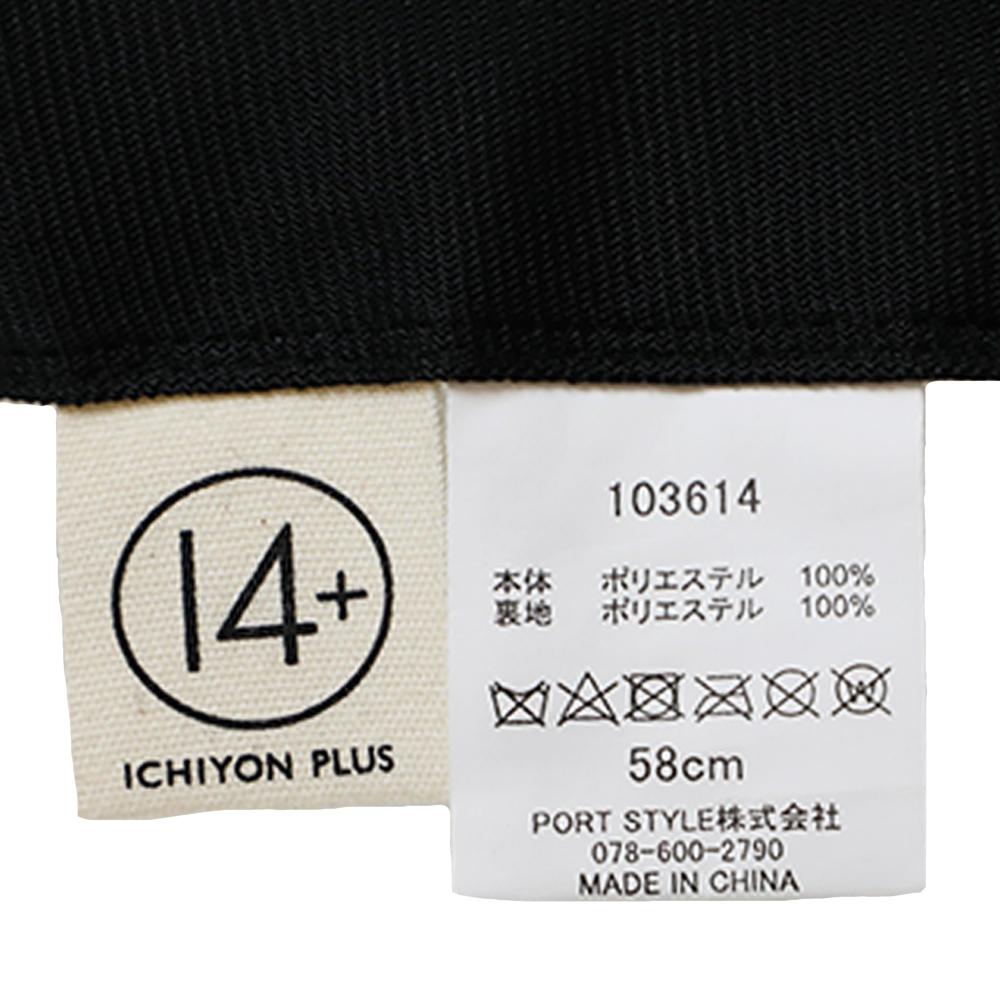 14+
ICHIYON PLUS
103614
本体 ポリエステル 100%
裏地 ポリエステル 100%
58cm
PORT STYLE株式会社
078-600-2790
MADE IN CHINA